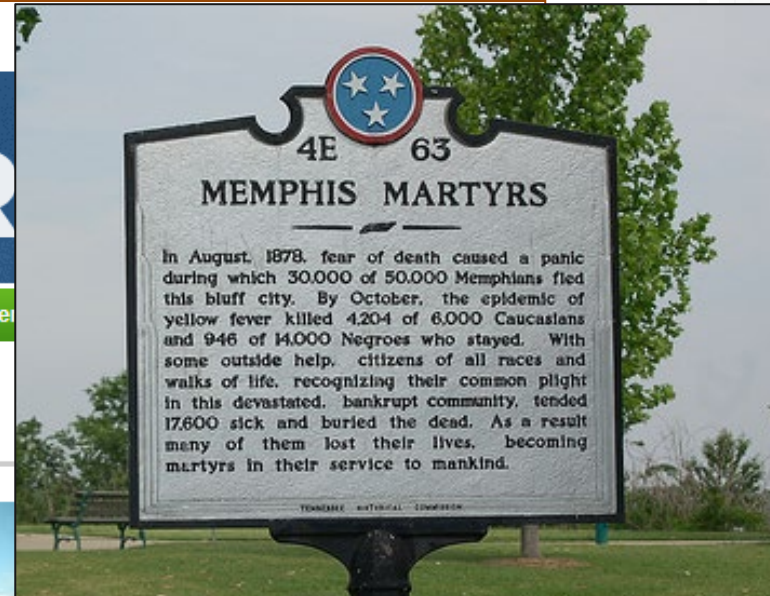 4E 63
MEMPHIS MARTYRS
In August, 1878, fear of death caused a panic
during which 30,000 of 50,000 Memphians fled
this bluff city. By October, the epidemic of
yellow fever killed 4,204 of 6,000 Caucasians
and 946 of 14,000 Negroes who stayed. With
some outside help, citizens of all races and
walks of life, recognizing their common plight
in this devastated, bankrupt community, tended
17,600 sick and buried the dead. As a result
many of them lost their lives, becoming
martyrs in their service to mankind.
TENNESSEE HISTORICAL COMMISSION